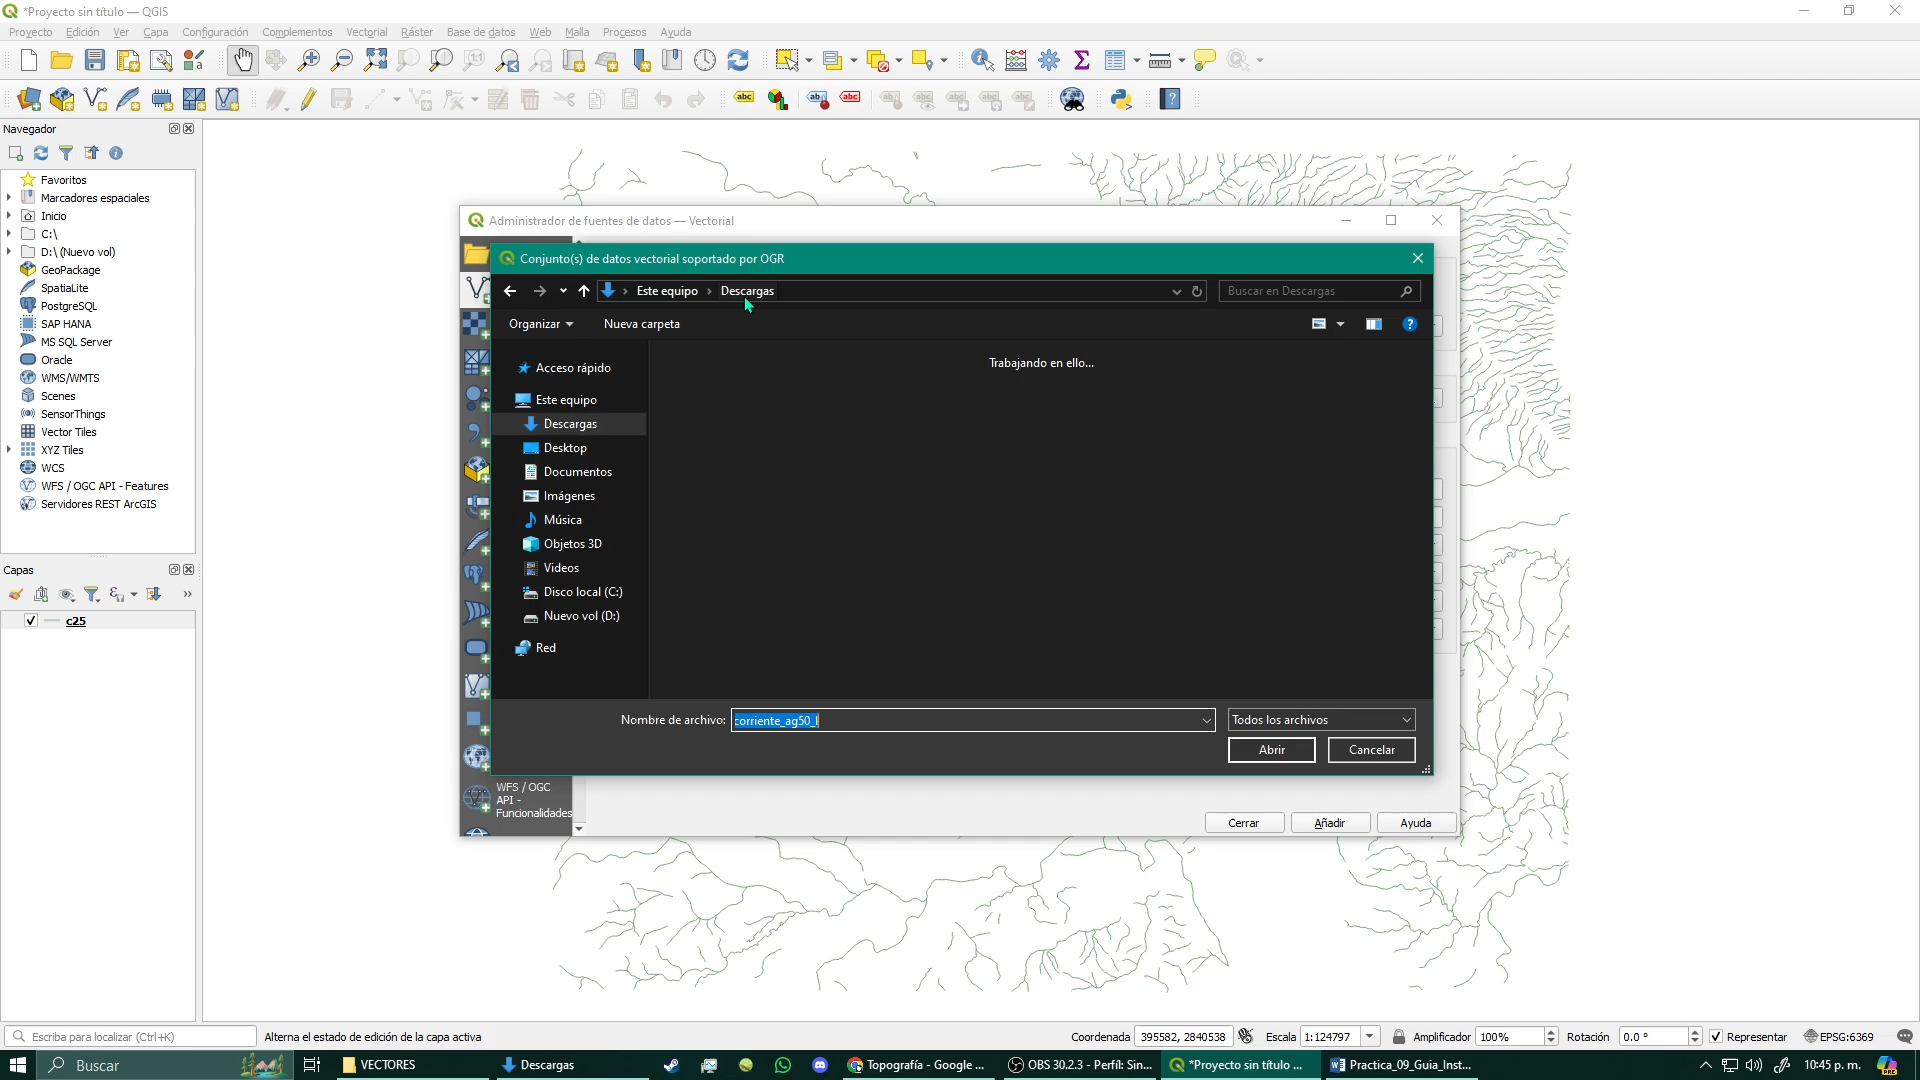 *Proyecto sin título — QGIS
Proyecto Edición Ver Capa Configuración Complementos Vectorial Ráster Base de datos Web Malla Procesos Ayuda
Navegador
Favoritos
Marcadores espaciales
Inicio
C:\
D:\ (Nuevo vol)
GeoPackage
SpatiaLite
PostgreSQL
SAP HANA
MS SQL Server
Oracle
WMS/WMTS
Scenes
SensorThings
Vector Tiles
XYZ Tiles
WCS
WFS / OGC API - Features
Servidores REST ArcGIS
Capas
c25
Administrador de fuentes de datos — Vectorial
Conjunto(s) de datos vectorial soportado por OGR
Este equipo > Descargas
Buscar en Descargas
Organizar
Nueva carpeta
Acceso rápido
Este equipo
Descargas
Desktop
Documentos
Imágenes
Música
Objetos 3D
Videos
Disco local (C:)
Nuevo vol (D:)
Red
Trabajando en ello...
Nombre de archivo: corriente_ag50_l
Todos los archivos
Abrir
Cancelar
WFS / OGC
API -
Funcionalidades
Cerrar
Añadir
Ayuda
Escriba para localizar (Ctrl+K)
Alterna el estado de edición de la capa activa
Coordenada 395582, 2840538
Escala 1:124797
Amplificador 100%
Rotación 0.0 °
Representar
EPSG:6369
Buscar
VECTORES
Descargas
Topografía - Google ...
OBS 30.2.3 - Perfil: Sin...
*Proyecto sin título ...
Practica_09_Guia_Inst...
10:45 p. m.